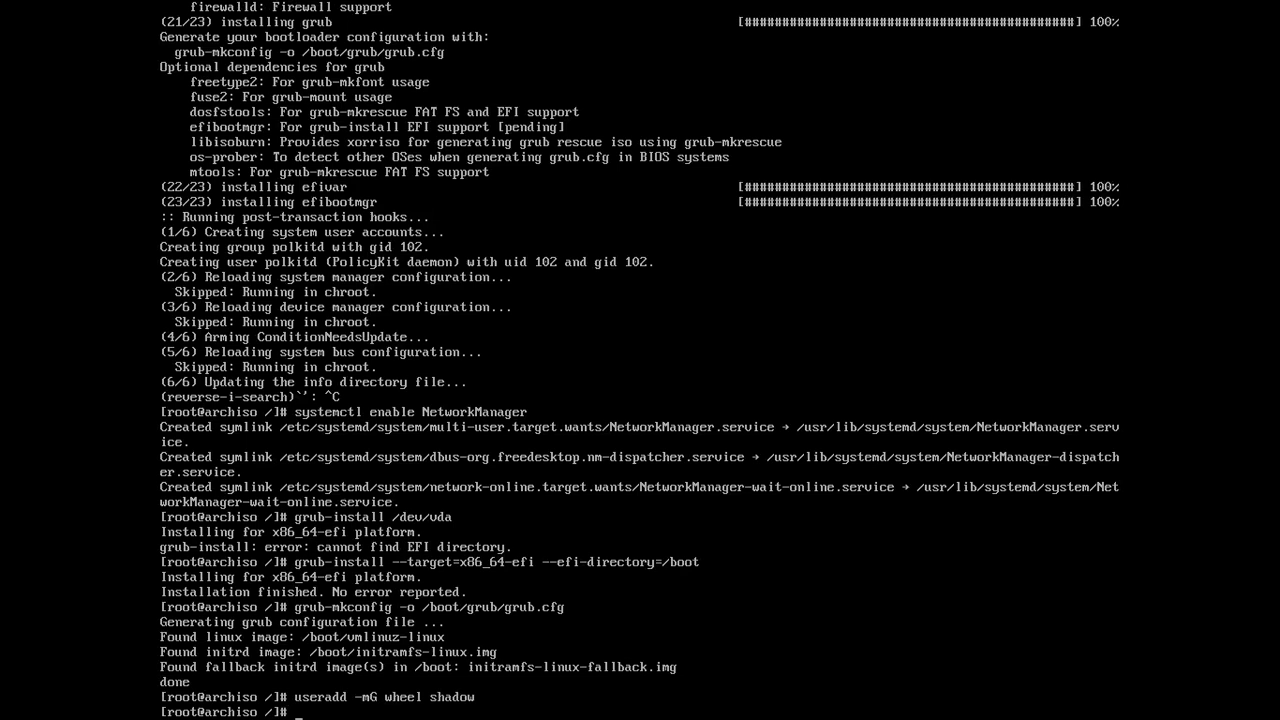 firewalld: Firewall support
(21/23) installing grub [############################################] 100%
Generate your bootloader configuration with:
grub-mkconfig -o /boot/grub/grub.cfg
Optional dependencies for grub
freetype2: For grub-mkfont usage
fuse2: For grub-mount usage
dosfstools: For grub-mkrescue FAT FS and EFI support
efibootmgr: For grub-install EFI support [pending]
libisoburn: Provides xorriso for generating grub rescue iso using grub-mkrescue
os-prober: To detect other OSes when generating grub.cfg in BIOS systems
mtools: For grub-mkrescue FAT FS support
(22/23) installing efivar [############################################] 100%
(23/23) installing efibootmgr [############################################] 100%
:: Running post-transaction hooks...
(1/6) Creating system user accounts...
Creating group polkitd with gid 102.
Creating user polkitd (PolicyKit daemon) with uid 102 and gid 102.
(2/6) Reloading system manager configuration...
Skipped: Running in chroot.
(3/6) Reloading device manager configuration...
Skipped: Running in chroot.
(4/6) Arming ConditionNeedsUpdate...
(5/6) Reloading system bus configuration...
Skipped: Running in chroot.
(6/6) Updating the info directory file...
(reverse-i-search)`': ^C
[root@archiso /]# systemctl enable NetworkManager
Created symlink /etc/systemd/system/multi-user.target.wants/NetworkManager.service → /usr/lib/systemd/system/NetworkManager.serv
ice.
Created symlink /etc/systemd/system/dbus-org.freedesktop.nm-dispatcher.service → /usr/lib/systemd/system/NetworkManager-dispatch
er.service.
Created symlink /etc/systemd/system/network-online.target.wants/NetworkManager-wait-online.service → /usr/lib/systemd/system/Net
workManager-wait-online.service.
[root@archiso /]# grub-install /dev/vda
Installing for x86_64-efi platform.
grub-install: error: cannot find EFI directory.
[root@archiso /]# grub-install --target=x86_64-efi --efi-directory=/boot
Installing for x86_64-efi platform.
Installation finished. No error reported.
[root@archiso /]# grub-mkconfig -o /boot/grub/grub.cfg
Generating grub configuration file ...
Found linux image: /boot/vmlinuz-linux
Found initrd image: /boot/initramfs-linux.img
Found fallback initrd image(s) in /boot: initramfs-linux-fallback.img
done
[root@archiso /]# useradd -mG wheel shadow
[root@archiso /]# _